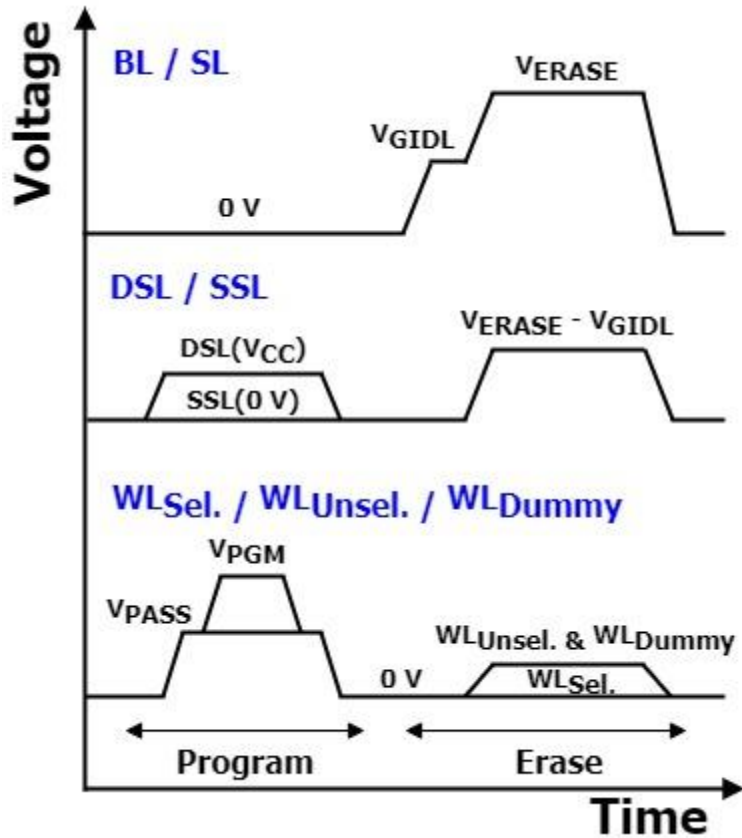 Voltage
BL / SL
VERASE
VGIDL
0 V
DSL / SSL
VERASE - VGIDL
DSL(VCC)
SSL(0 V)
WLSel. / WLUnsel. / WLDummy
VPGM
VPASS
WLUnsel. & WLDummy
0 V
WLSel.
Program
Erase
Time